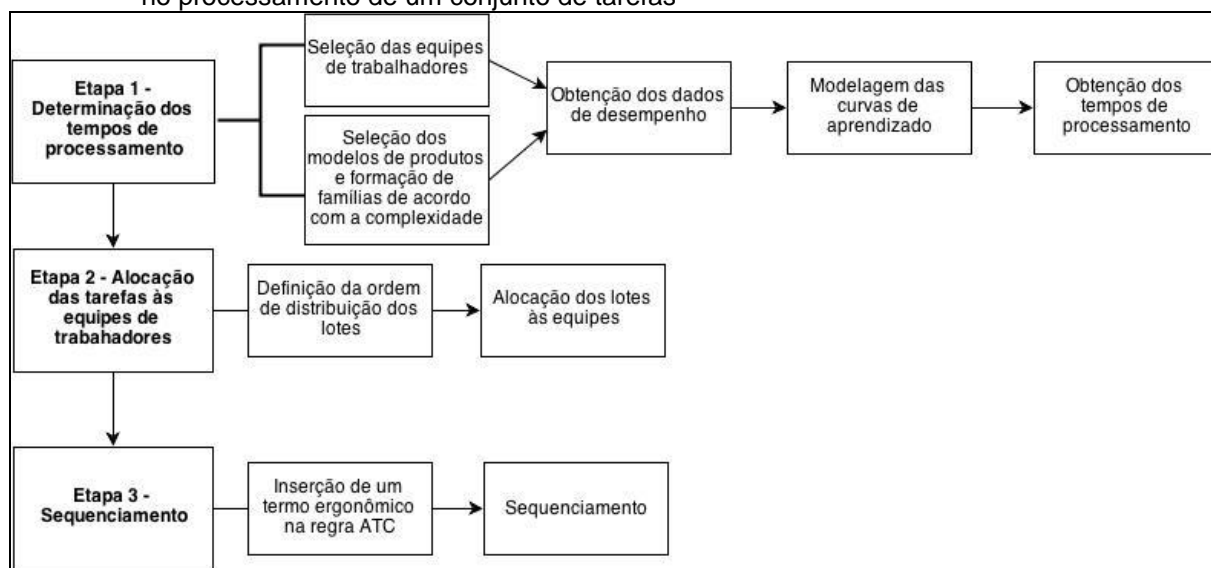 no processamento de um conjunto de tarefas
Etapa 1 -
Determinação dos
tempos de
processamento
Seleção das equipes
de trabalhadores
Seleção dos
modelos de produtos
e formação de
famílias de acordo
com a complexidade
Obtenção dos dados
de desempenho
Modelagem das
curvas de
aprendizado
Obtenção dos
tempos de
processamento
Etapa 2 - Alocação
das tarefas às
equipes de
trabahadores
Definição da ordem
de distribuição dos
lotes
Alocação dos lotes
às equipes
Etapa 3 -
Sequenciamento
Inserção de um
termo ergonômico
na regra ATC
Sequenciamento